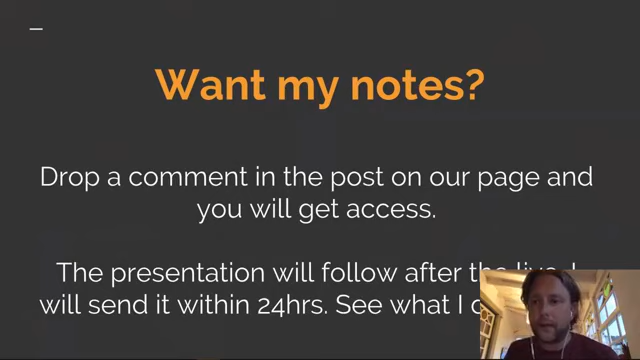 Want my notes?
Drop a comment in the post on our page and
you will get access.
The presentation will follow after the live. I
will send it within 24hrs. See what I